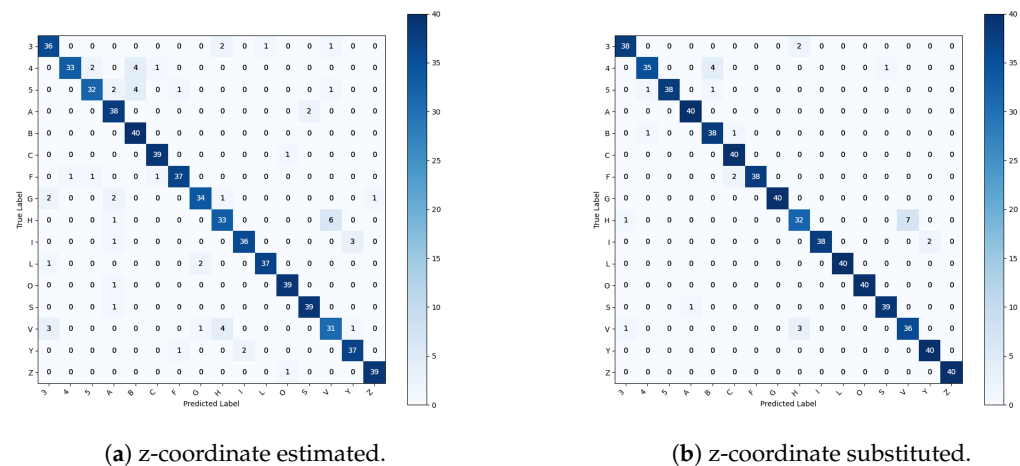 3 36 0 0 0 0 0 0 0 2 0 1 0 0 1 0 0
4 0 33 2 0 4 1 0 0 0 0 0 0 0 0 0 0
5 0 0 32 2 4 0 1 0 0 0 0 0 0 1 0 0
A 0 0 0 38 0 0 0 0 0 0 0 0 2 0 0 0
B 0 0 0 0 40 0 0 0 0 0 0 0 0 0 0 0
C 0 0 0 0 0 39 0 0 0 0 0 1 0 0 0 0
F 0 1 1 0 0 1 37 0 0 0 0 0 0 0 0 0
G 2 0 0 2 0 0 0 34 1 0 0 0 0 0 0 1
H 0 0 0 1 0 0 0 0 33 0 0 0 0 6 0 0
I 0 0 0 1 0 0 0 0 0 36 0 0 0 0 3 0
L 1 0 0 0 0 0 0 2 0 0 37 0 0 0 0 0
O 0 0 0 1 0 0 0 0 0 0 0 39 0 0 0 0
S 0 0 0 1 0 0 0 0 0 0 0 0 39 0 0 0
V 3 0 0 0 0 0 0 1 4 0 0 0 0 31 1 0
Y 0 0 0 0 0 0 1 0 0 2 0 0 0 0 37 0
Z 0 0 0 0 0 0 0 0 0 0 0 1 0 0 0 39
3 4 5 A B C F G H I L O S V Y Z
True Label
Predicted Label
40
35
30
25
20
15
10
5
0
(a) z-coordinate estimated.
3 38 0 0 0 0 0 0 0 2 0 0 0 0 0 0 0
4 0 35 0 0 4 0 0 0 0 0 0 0 1 0 0 0
5 0 1 38 0 1 0 0 0 0 0 0 0 0 0 0 0
A 0 0 0 40 0 0 0 0 0 0 0 0 0 0 0 0
B 0 1 0 0 38 1 0 0 0 0 0 0 0 0 0 0
C 0 0 0 0 0 40 0 0 0 0 0 0 0 0 0 0
F 0 0 0 0 0 2 38 0 0 0 0 0 0 0 0 0
G 0 0 0 0 0 0 0 40 0 0 0 0 0 0 0 0
H 1 0 0 0 0 0 0 0 32 0 0 0 0 7 0 0
I 0 0 0 0 0 0 0 0 0 38 0 0 0 0 2 0
L 0 0 0 0 0 0 0 0 0 0 40 0 0 0 0 0
O 0 0 0 0 0 0 0 0 0 0 0 40 0 0 0 0
S 0 0 0 1 0 0 0 0 0 0 0 0 39 0 0 0
V 1 0 0 0 0 0 0 0 3 0 0 0 0 36 0 0
Y 0 0 0 0 0 0 0 0 0 0 0 0 0 0 40 0
Z 0 0 0 0 0 0 0 0 0 0 0 0 0 0 0 40
3 4 5 A B C F G H I L O S V Y Z
True Label
Predicted Label
40
35
30
25
20
15
10
5
0
(b) z-coordinate substituted.